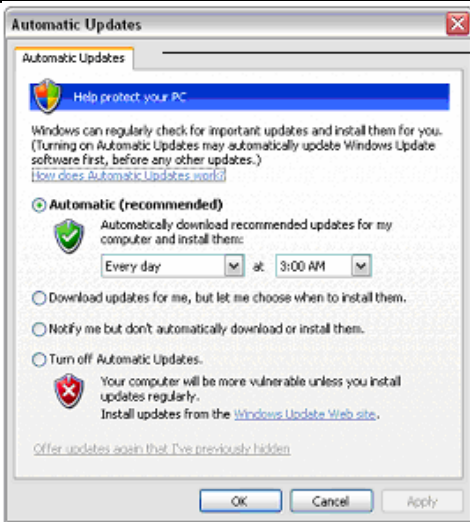 Automatic Updates
Automatic Updates
Help protect your PC
Windows can regularly check for important updates and install them for you.
(Turning on Automatic Updates may automatically update Windows Update
software first, before any other updates.)
How does Automatic Updates work?
Automatic (recommended)
Automatically download recommended updates for my
computer and install them:
Every day at 3:00 AM
Download updates for me, but let me choose when to install them.
Notify me but don't automatically download or install them.
Turn off Automatic Updates.
Your computer will be more vulnerable unless you install
updates regularly.
Install updates from the Windows Update Web site.
Offer updates again that I've previously hidden
OK Cancel Apply